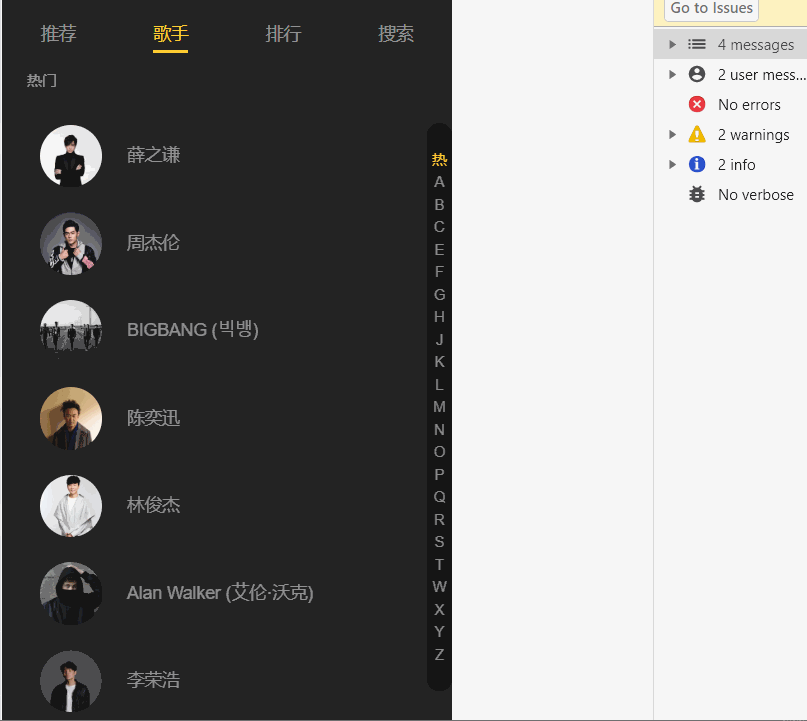 推荐 歌手 排行 搜索
热门
薛之谦
周杰伦
BIGBANG (빅뱅)
陈奕迅
林俊杰
Alan Walker (艾伦·沃克)
李荣浩
热
A
B
C
E
F
G
H
J
K
L
M
N
O
P
Q
R
S
T
W
X
Y
Z
Go to Issues
4 messages
2 user mess...
No errors
2 warnings
2 info
No verbose